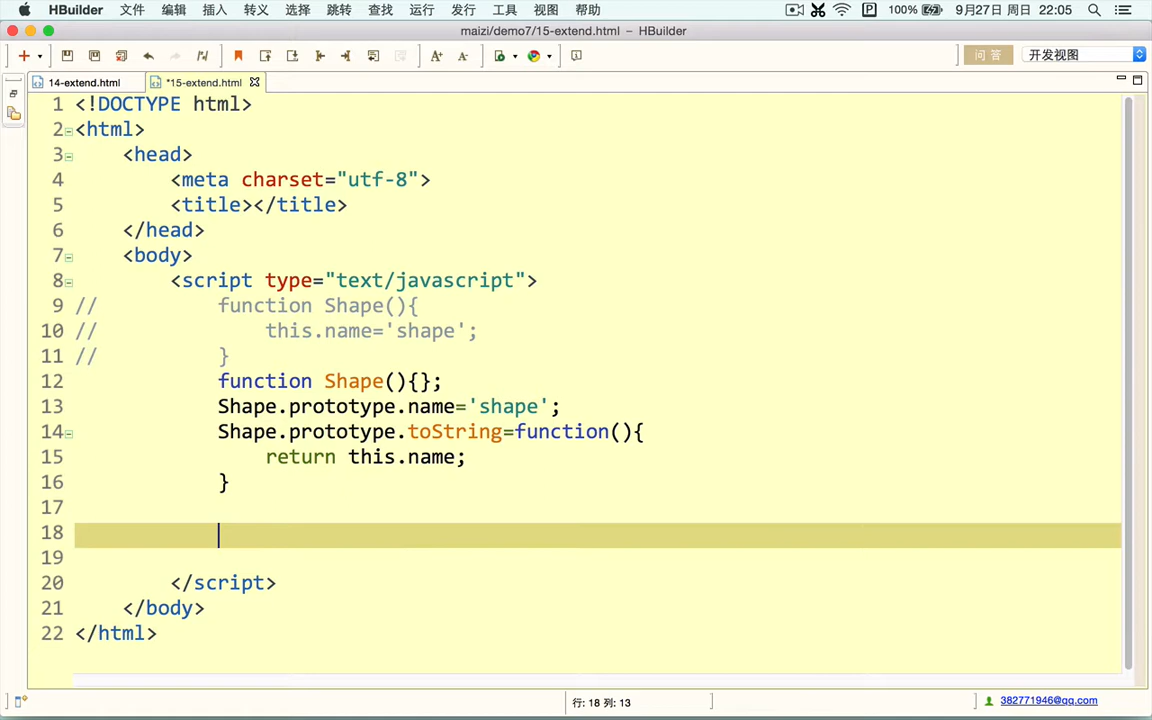 HBuilder 文件 编辑 插入 转义 选择 跳转 查找 运行 发行 工具 视图 帮助 100% 9月27日 周日 22:05
maizi/demo7/15-extend.html – HBuilder
问 答 开发视图
14-extend.html *15-extend.html
1 <!DOCTYPE html>
2 <html>
3 <head>
4 <meta charset="utf-8">
5 <title></title>
6 </head>
7 <body>
8 <script type="text/javascript">
9 // function Shape(){
10 // this.name='shape';
11 // }
12 function Shape(){};
13 Shape.prototype.name='shape';
14 Shape.prototype.toString=function(){
15 return this.name;
16 }
17
18
19
20 </script>
21 </body>
22 </html>
行: 18 列: 13 382771946@qq.com